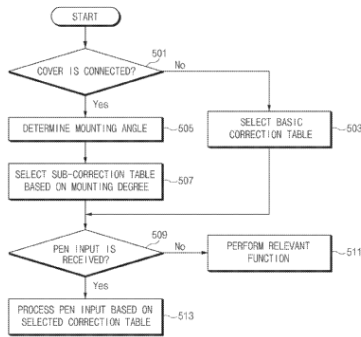 START
501
COVER IS CONNECTED?
No
Yes
DETERMINE MOUNTING ANGLE
505
SELECT BASIC
CORRECTION TABLE
503
SELECT SUB-CORRECTION TABLE
BASED ON MOUNTING DEGREE
507
509
PEN INPUT IS
RECEIVED?
No
PERFORM RELEVANT
FUNCTION
511
Yes
PROCESS PEN INPUT BASED ON
SELECTED CORRECTION TABLE
513